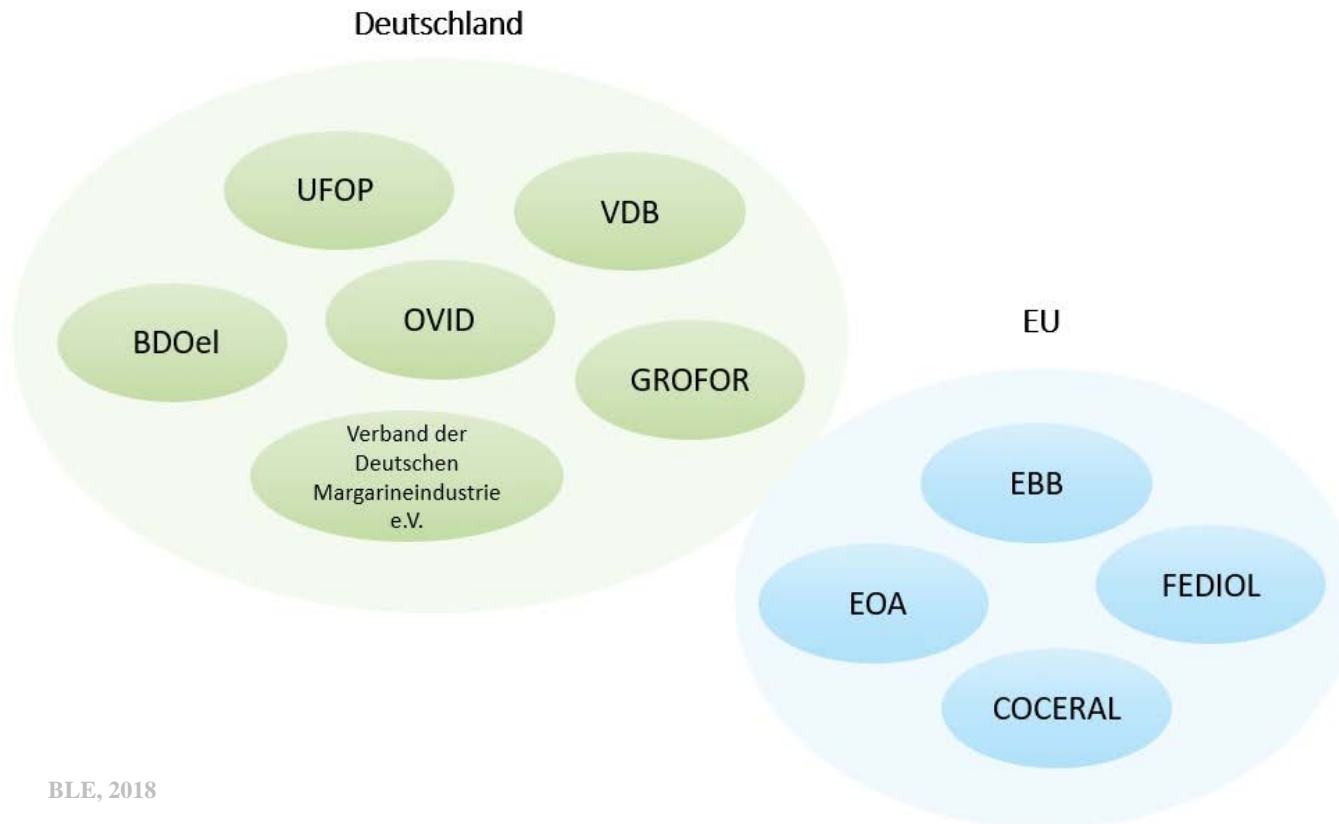 Deutschland
UFOP
VDB
OVID
BDOel
GROFOR
Verband der
Deutschen
Margarineindustrie
e.V.
EU
EBB
FEDIOL
EOA
COCERAL
BLE, 2018